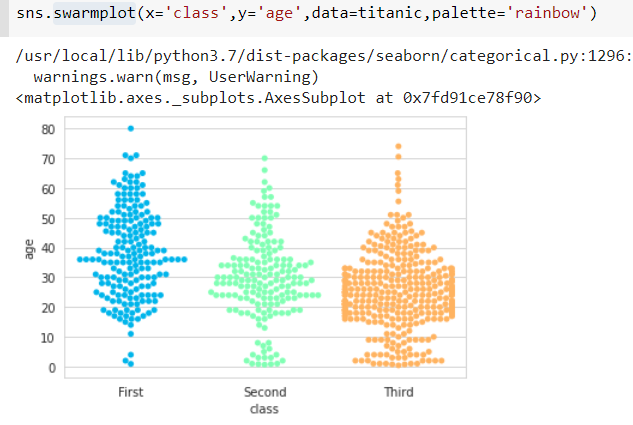 sns.swarmplot(x='class',y='age',data=titanic,palette='rainbow')
/usr/local/lib/python3.7/dist-packages/seaborn/categorical.py:1296:
warnings.warn(msg, UserWarning)
<matplotlib.axes._subplots.AxesSubplot at 0x7fd91ce78f90>
80
70
60
50
40
30
20
10
0
age
First Second Third
class